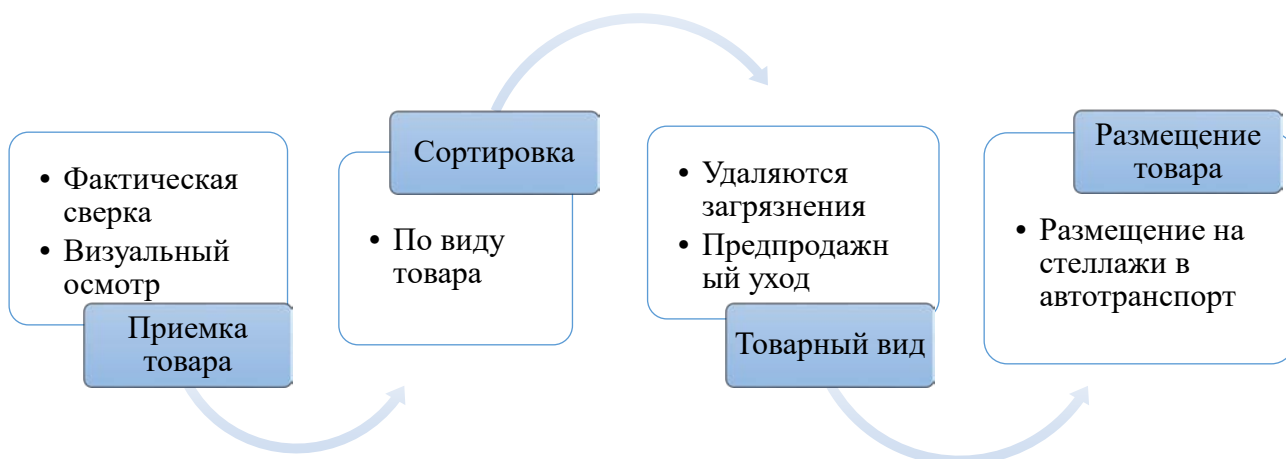 • Фактическая
сверка
• Визуальный
осмотр
Приемка
товара
Сортировка
• По виду
товара
• Удаляются
загрязнения
• Предпродажн
ый уход
Товарный вид
Размещение
товара
• Размещение на
стеллажи в
автотранспорт